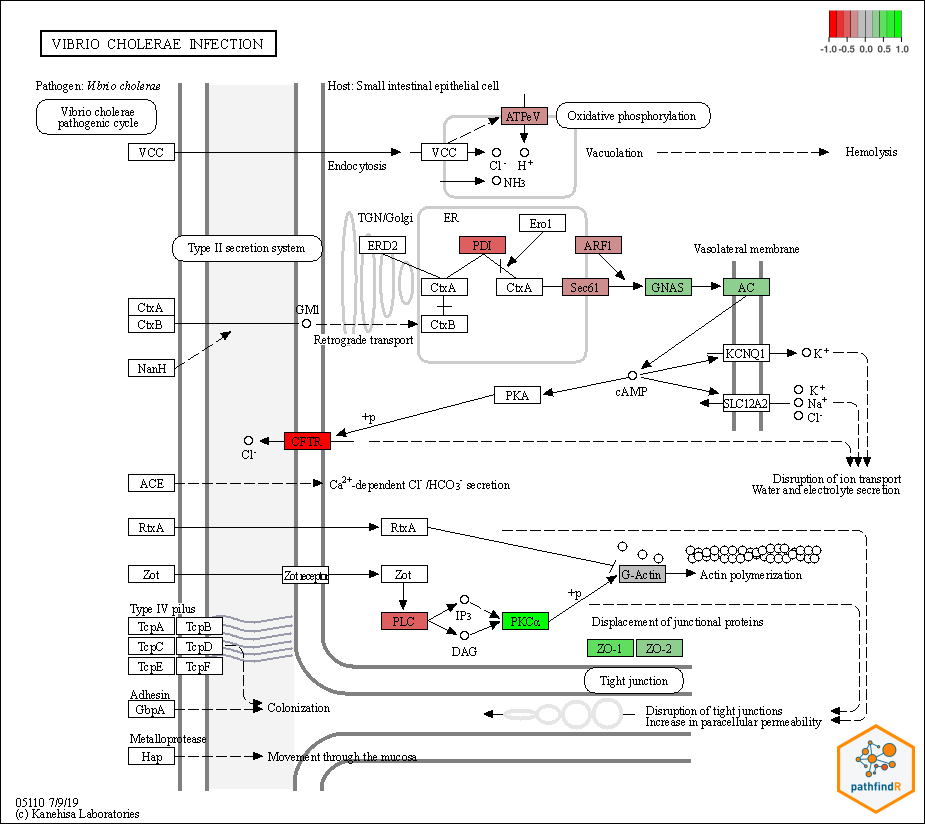 VIBRIO CHOLERAE INFECTION
-1.0 -0.5 0.0 0.5 1.0
Pathogen: Vibrio cholerae
Host: Small intestinal epithelial cell
Vibrio cholerae
pathogenic cycle
ATPeV
Oxidative phosphorylation
VCC
Endocytosis
VCC
Cl-
H+
NH3
Vacuolation
Hemolysis
TGN/Golgi
ER
Ero1
Type II secretion system
ERD2
PDI
ARF1
Vasolateral membrane
CtxA
CtxA
Sec61
GNAS
AC
CtxA
CtxB
GM1
CtxB
Retrograde transport
NanH
KCNQ1
K+
cAMP
PKA
SLC12A2
K+
Na+
Cl-
+p
CFTR
Cl-
Disruption of ion transport
Water and electrolyte secretion
ACE
Ca2+-dependent Cl- /HCO3- secretion
RtxA
RtxA
Zot
Zot receptor
Zot
G-Actin
Actin polymerization
+p
Type IV pilus
TcpA
TcpB
TcpC
TcpD
TcpE
TcpF
PLC
IP3
DAG
PKCα
Displacement of junctional proteins
ZO-1
ZO-2
Tight junction
Adhesin
GbpA
Colonization
Disruption of tight junctions
Increase in paracellular permeability
Metalloprotease
Hap
Movement through the mucosa
pathfindR
05110 7/9/19
(c) Kanehisa Laboratories